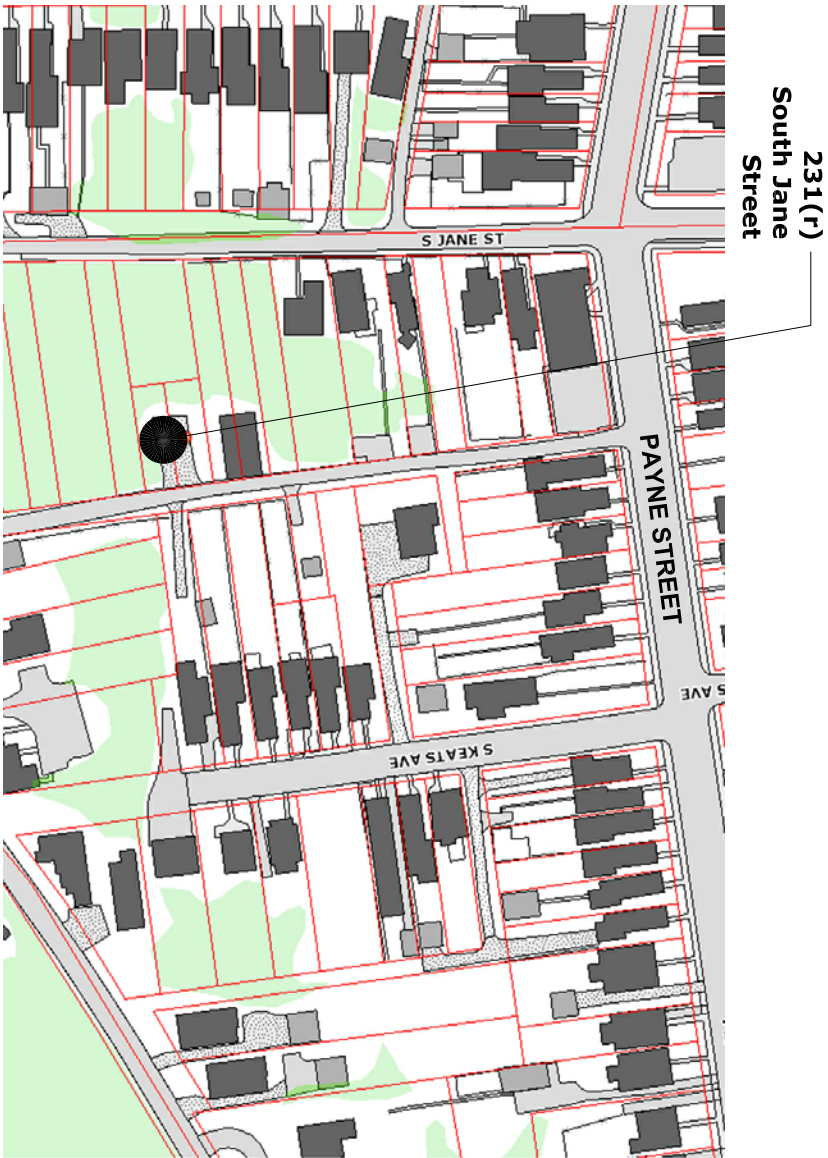 231(r)
South Jane
Street
S JANE ST
PAYNE STREET
S AVE
S KEATS AVE